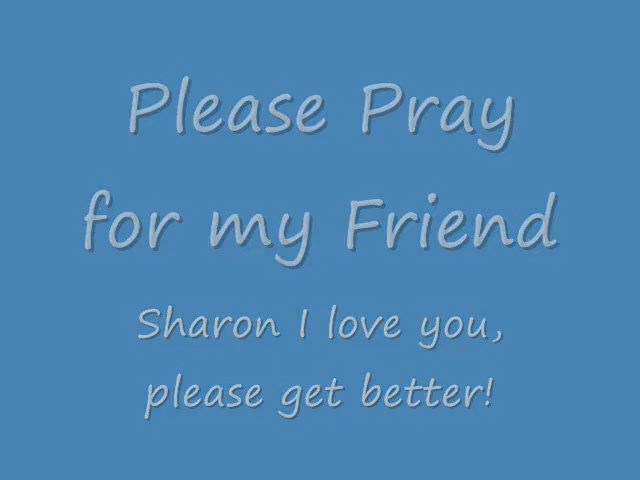 Please Pray
for my Friend
Sharon I love you,
please get better!